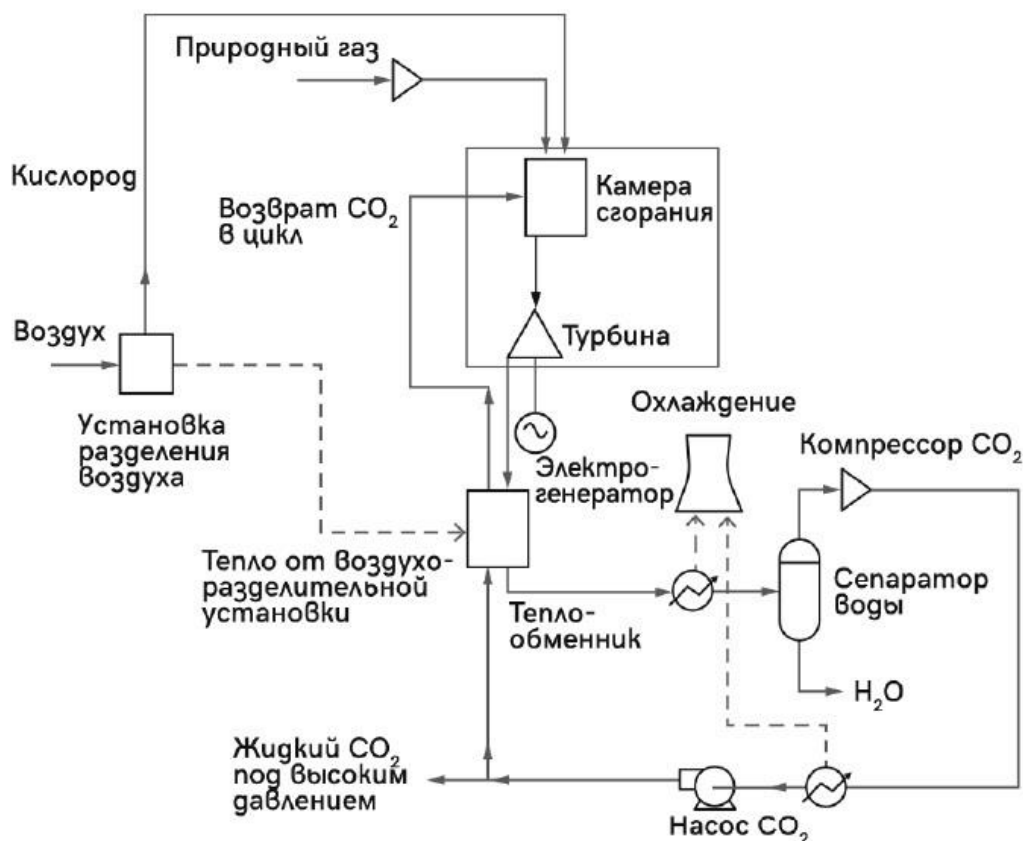 Природный газ
Кислород
Возврат CO₂
в цикл
Камера
сгорания
Воздух
Турбина
Установка
разделения
воздуха
Охлаждение
Электро-
генератор
Компрессор CO₂
Тепло от воздухо-
разделительной
установки
Тепло-
обменник
Сепаратор
воды
H₂O
Жидкий CO₂
под высоким
давлением
Насос CO₂